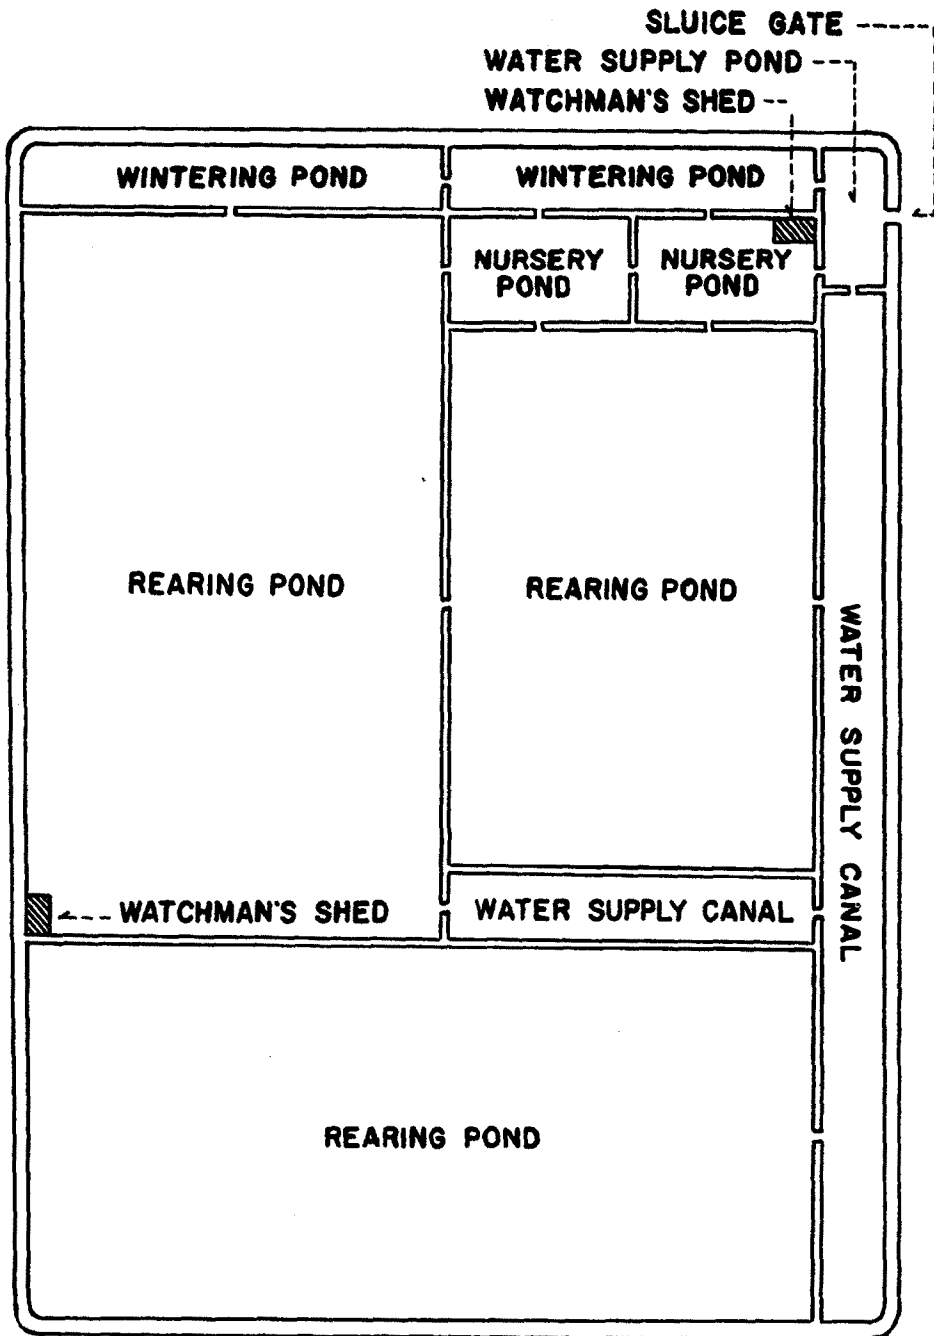 SLUICE GATE
WATER SUPPLY POND
WATCHMAN'S SHED
WINTERING POND
WINTERING POND
NURSERY
POND
NURSERY
POND
REARING POND
REARING POND
WATER SUPPLY CANAL
WATCHMAN'S SHED
WATER SUPPLY CANAL
REARING POND